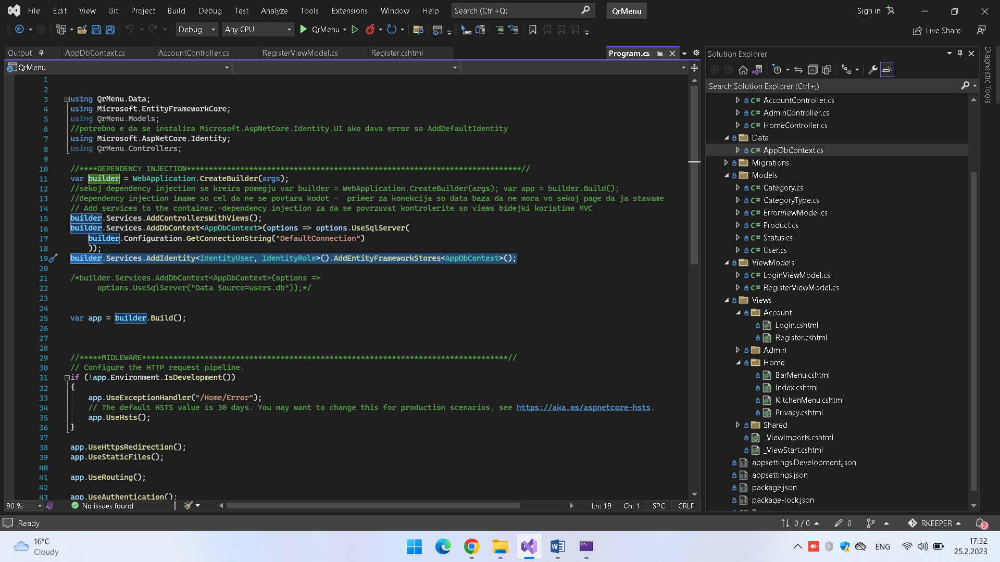 File Edit View Git Project Build Debug Test Analyze Tools Extensions Window Help Search (Ctrl+Q) QrMenu Sign in
Debug Any CPU QrMenu Live Share
Output AppDbContext.cs AccountController.cs RegisterViewModel.cs Register.cshtml Program.cs
QrMenu
1
2
3 using QrMenu.Data;
4 using Microsoft.EntityFrameworkCore;
5 using QrMenu.Models;
6 //potrebno e da se instalira Microsoft.AspNetCore.Identity.UI ako dava error so AddDefaultIdentity
7 using Microsoft.AspNetCore.Identity;
8 using QrMenu.Controllers;
9
10 //****DEPENDENCY INJECTION***************************************************************************//
11 var builder = WebApplication.CreateBuilder(args);
12 //sekoj dependency injection se kreira pomegju var builder = WebApplication.CreateBuilder(args); var app = builder.Build();
13 //dependency injection imame so cel da ne se povtara kodot - primer za konekcija so data baza da ne mora vo sekoj page da ja stavame
14 // Add services to the container.-dependency injection za da se povrzuvat kontrolerite so views bidejki koristime MVC
15 builder.Services.AddControllersWithViews();
16 builder.Services.AddDbContext<AppDbContext>(options => options.UseSqlServer(
17 builder.Configuration.GetConnectionString("DefaultConnection")
18 ));
19 builder.Services.AddIdentity<IdentityUser, IdentityRole>().AddEntityFrameworkStores<AppDbContext>();
20
21 /*builder.Services.AddDbContext<AppDbContext>(options =>
22 options.UseSqlServer("Data Source=users.db"));*/
23
24
25 var app = builder.Build();
26
27
28
29 //*****MIDLEWARE**********************************************************************************//
30 // Configure the HTTP request pipeline.
31 if (!app.Environment.IsDevelopment())
32 {
33 app.UseExceptionHandler("/Home/Error");
34 // The default HSTS value is 30 days. You may want to change this for production scenarios, see https://aka.ms/aspnetcore-hsts.
35 app.UseHsts();
36 }
37
38 app.UseHttpsRedirection();
39 app.UseStaticFiles();
40
41 app.UseRouting();
42
43 app.UseAuthentication();
90 % No issues found Ln: 19 Ch: 1 SPC CRLF
Solution Explorer
Search Solution Explorer (Ctrl+;)
C# AccountController.cs
C# AdminController.cs
C# HomeController.cs
Data
C# AppDbContext.cs
Migrations
Models
C# Category.cs
C# CategoryType.cs
C# ErrorViewModel.cs
C# Product.cs
C# Status.cs
C# User.cs
ViewModels
C# LoginViewModel.cs
C# RegisterViewModel.cs
Views
Account
Login.cshtml
Register.cshtml
Admin
Home
BarMenu.cshtml
Index.cshtml
KitchenMenu.cshtml
Privacy.cshtml
Shared
_ViewImports.cshtml
_ViewStart.cshtml
appsettings.Development.json
appsettings.json
package.json
package-lock.json
Diagnostic Tools
Ready 0 / 0 0 RKEEPER 2
16°C
Cloudy
ENG
17:32
25.2.2023